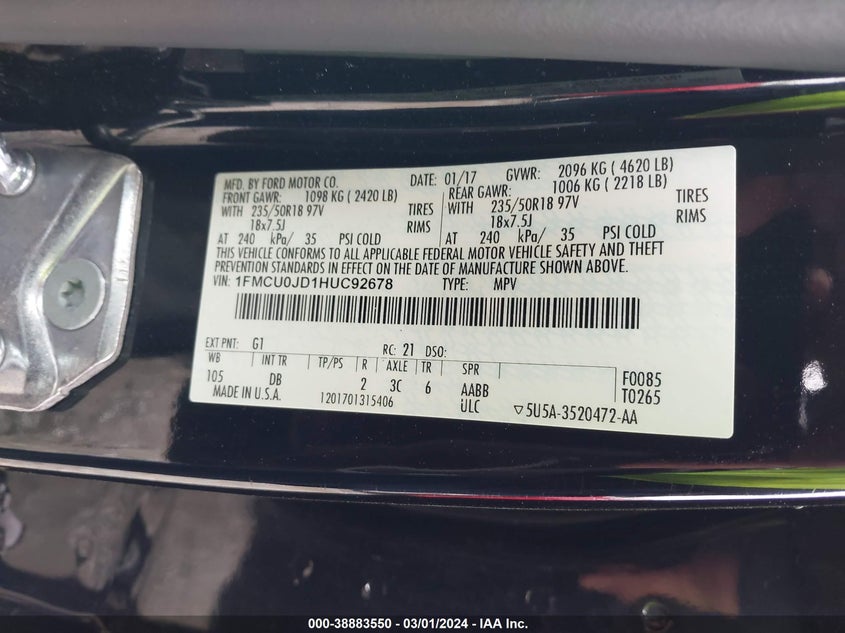 MFD. BY FORD MOTOR CO. DATE: 01/17 GVWR: 2096 KG ( 4620 LB)
FRONT GAWR: 1098 KG ( 2420 LB) REAR GAWR: 1006 KG ( 2218 LB)
WITH 235/50R18 97V TIRES WITH 235/50R18 97V TIRES
18x7.5J RIMS 18x7.5J RIMS
AT 240 kPa/ 35 PSI COLD AT 240 kPa/ 35 PSI COLD
THIS VEHICLE CONFORMS TO ALL APPLICABLE FEDERAL MOTOR VEHICLE SAFETY AND THEFT
PREVENTION STANDARDS IN EFFECT ON THE DATE OF MANUFACTURE SHOWN ABOVE.
VIN: 1FMCU0JD1HUC92678 TYPE: MPV
EXT PNT: G1 RC: 21 DSO:
WB INT TR TP/PS R AXLE TR SPR F0085
105 DB 2 3C 6 AABB T0265
MADE IN U.S.A. 1201701315406 ULC ▽5U5A-3520472-AA
000-38883550 - 03/01/2024 - IAA Inc.